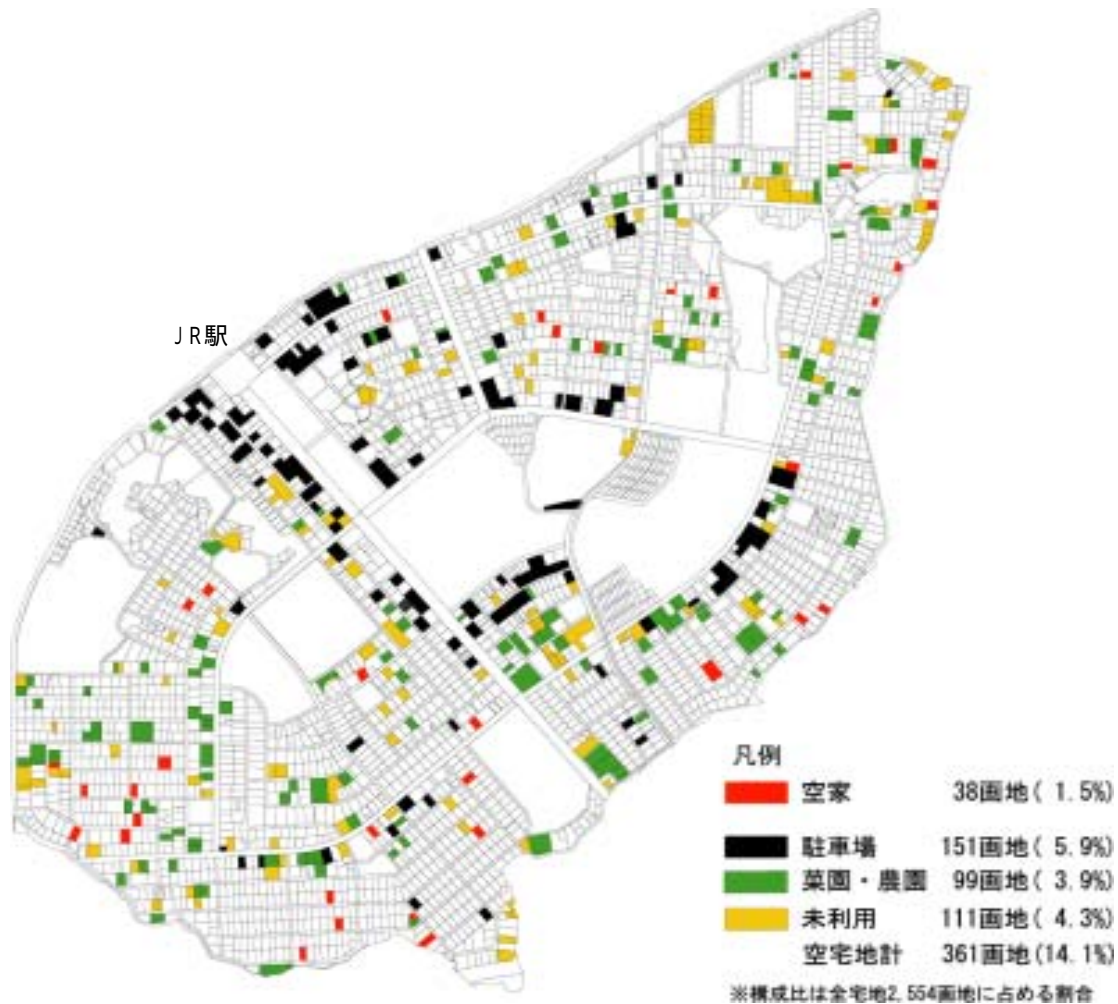 JR駅
凡例
空家 38画地( 1.5%)
駐車場 151画地( 5.9%)
菜園・農園 99画地( 3.9%)
未利用 111画地( 4.3%)
空宅地計 361画地(14.1%)
※構成比は全宅地2,554画地に占める割合